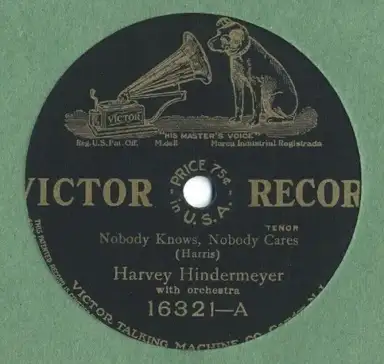 VICTOR
"HIS MASTER'S VOICE"
Reg. U.S. Pat. Off. M. de R. Marca Industrial Registrada
PRICE 75¢
in U.S.A.
VICTOR RECOR
TENOR
Nobody Knows, Nobody Cares
(Harris)
Harvey Hindermeyer
with orchestra
16321–A
VICTOR TALKING MACHINE CO.